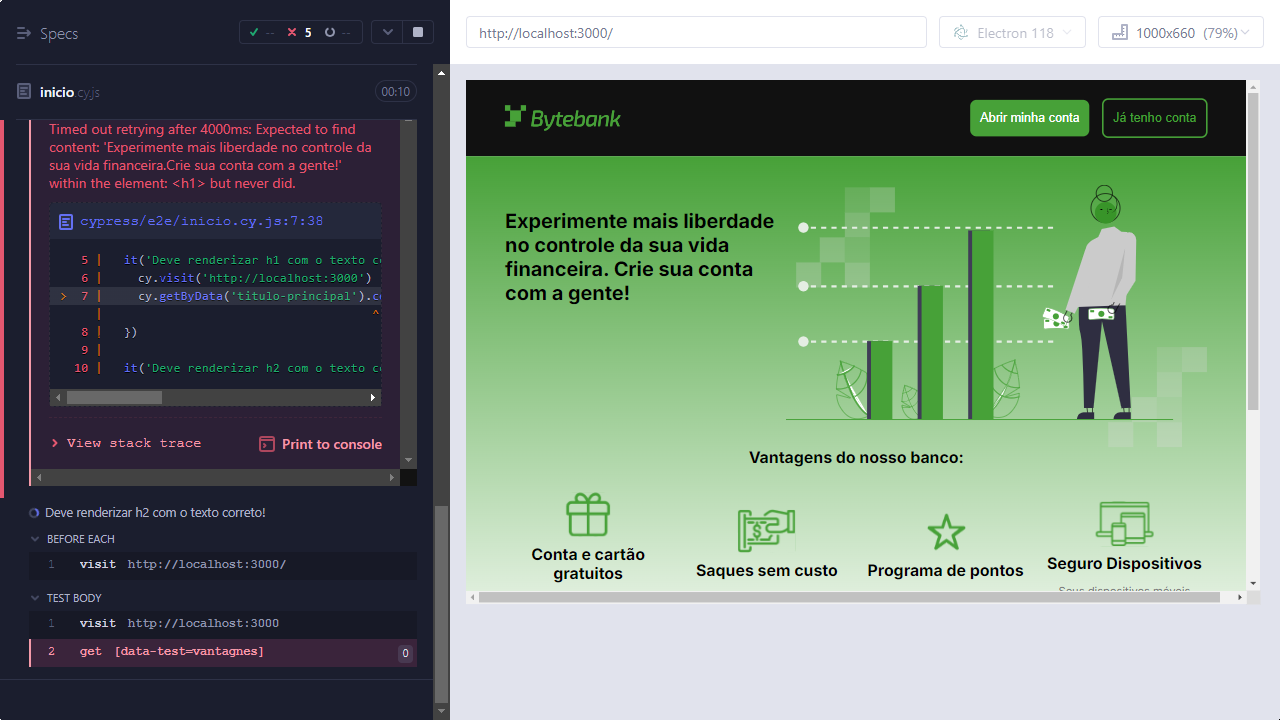 Specs
--
5
--
http://localhost:3000/
Electron 118
1000x660 (79%)
inicio.cy.js
00:10
Timed out retrying after 4000ms: Expected to find
content: 'Experimente mais liberdade no controle da
sua vida financeira.Crie sua conta com a gente!'
within the element: <h1> but never did.
cypress/e2e/inicio.cy.js:7:38
5 | it('Deve renderizar h1 com o texto co
6 | cy.visit('http://localhost:3000')
> 7 | cy.getByData('titulo-principal').co
| ^
8 | })
9 |
10 | it('Deve renderizar h2 com o texto co
View stack trace
Print to console
Deve renderizar h2 com o texto correto!
BEFORE EACH
1 visit http://localhost:3000/
TEST BODY
1 visit http://localhost:3000
2 get [data-test=vantagnes] 0
Bytebank
Abrir minha conta
Já tenho conta
Experimente mais liberdade
no controle da sua vida
financeira. Crie sua conta
com a gente!
Vantagens do nosso banco:
Conta e cartão
gratuitos
Saques sem custo
Programa de pontos
Seguro Dispositivos
Seus dispositivos móveis